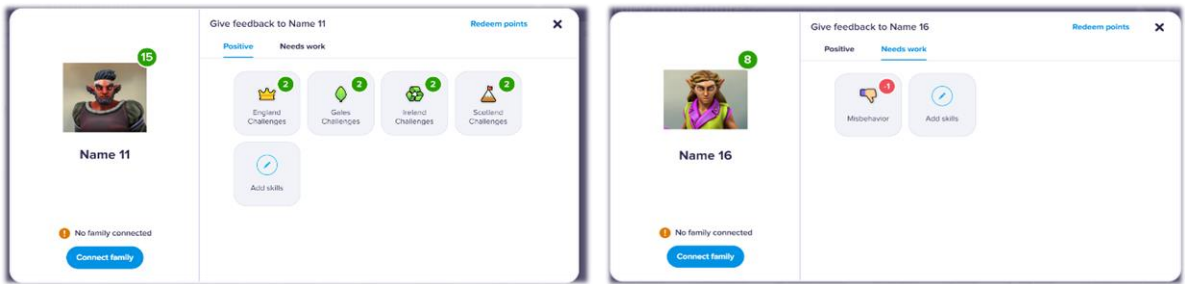 15
Name 11
! No family connected
Connect family
Give feedback to Name 11
Redeem points
X
Positive Needs work
2 2 2 2
England Challenges
Gales Challenges
Ireland Challenges
Scotland Challenges
Add skills
8
Name 16
! No family connected
Connect family
Give feedback to Name 16
Redeem points
X
Positive Needs work
-1
Misbehavior
Add skills